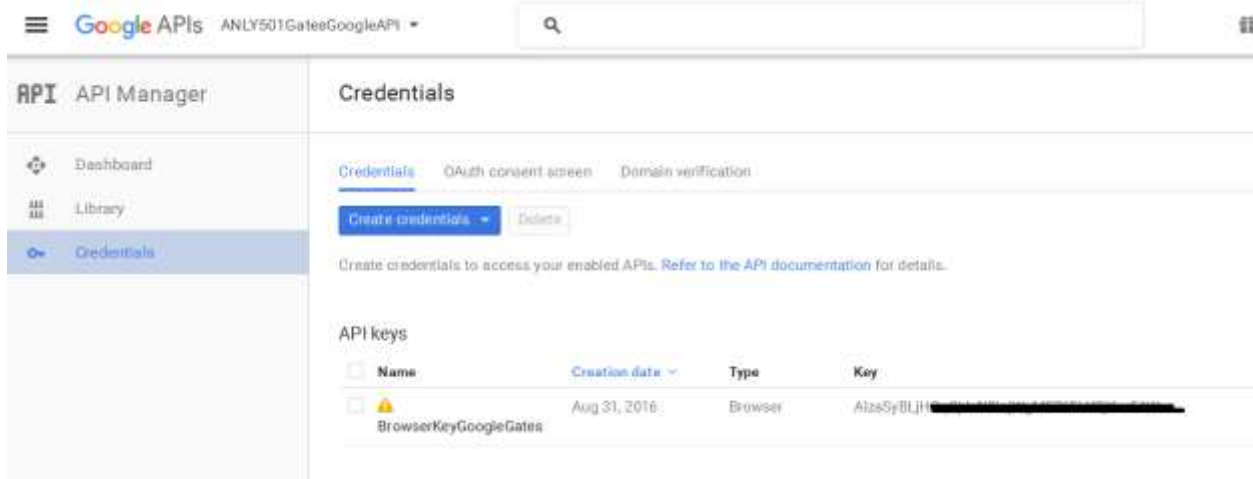 Google APIs ANLY501GatesGoogleAPI
API API Manager
Credentials
Dashboard
Library
Credentials
Credentials OAuth consent screen Domain verification
Create credentials Delete
Create credentials to access your enabled APIs. Refer to the API documentation for details.
API keys
Name Creation date Type Key
Aug 31, 2016 Browser
BrowserKeyGoogleGates